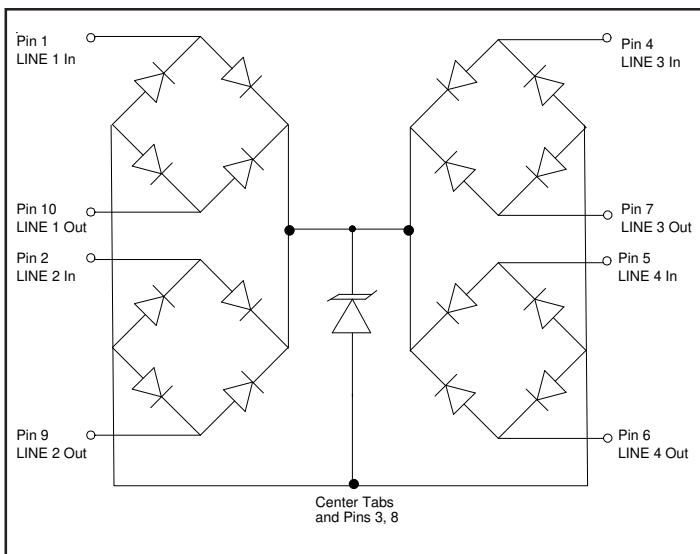 Pin 1
LINE 1 In
Pin 4
LINE 3 In
Pin 10
LINE 1 Out
Pin 7
LINE 3 Out
Pin 2
LINE 2 In
Pin 5
LINE 4 In
Pin 9
LINE 2 Out
Pin 6
LINE 4 Out
Center Tabs
and Pins 3, 8